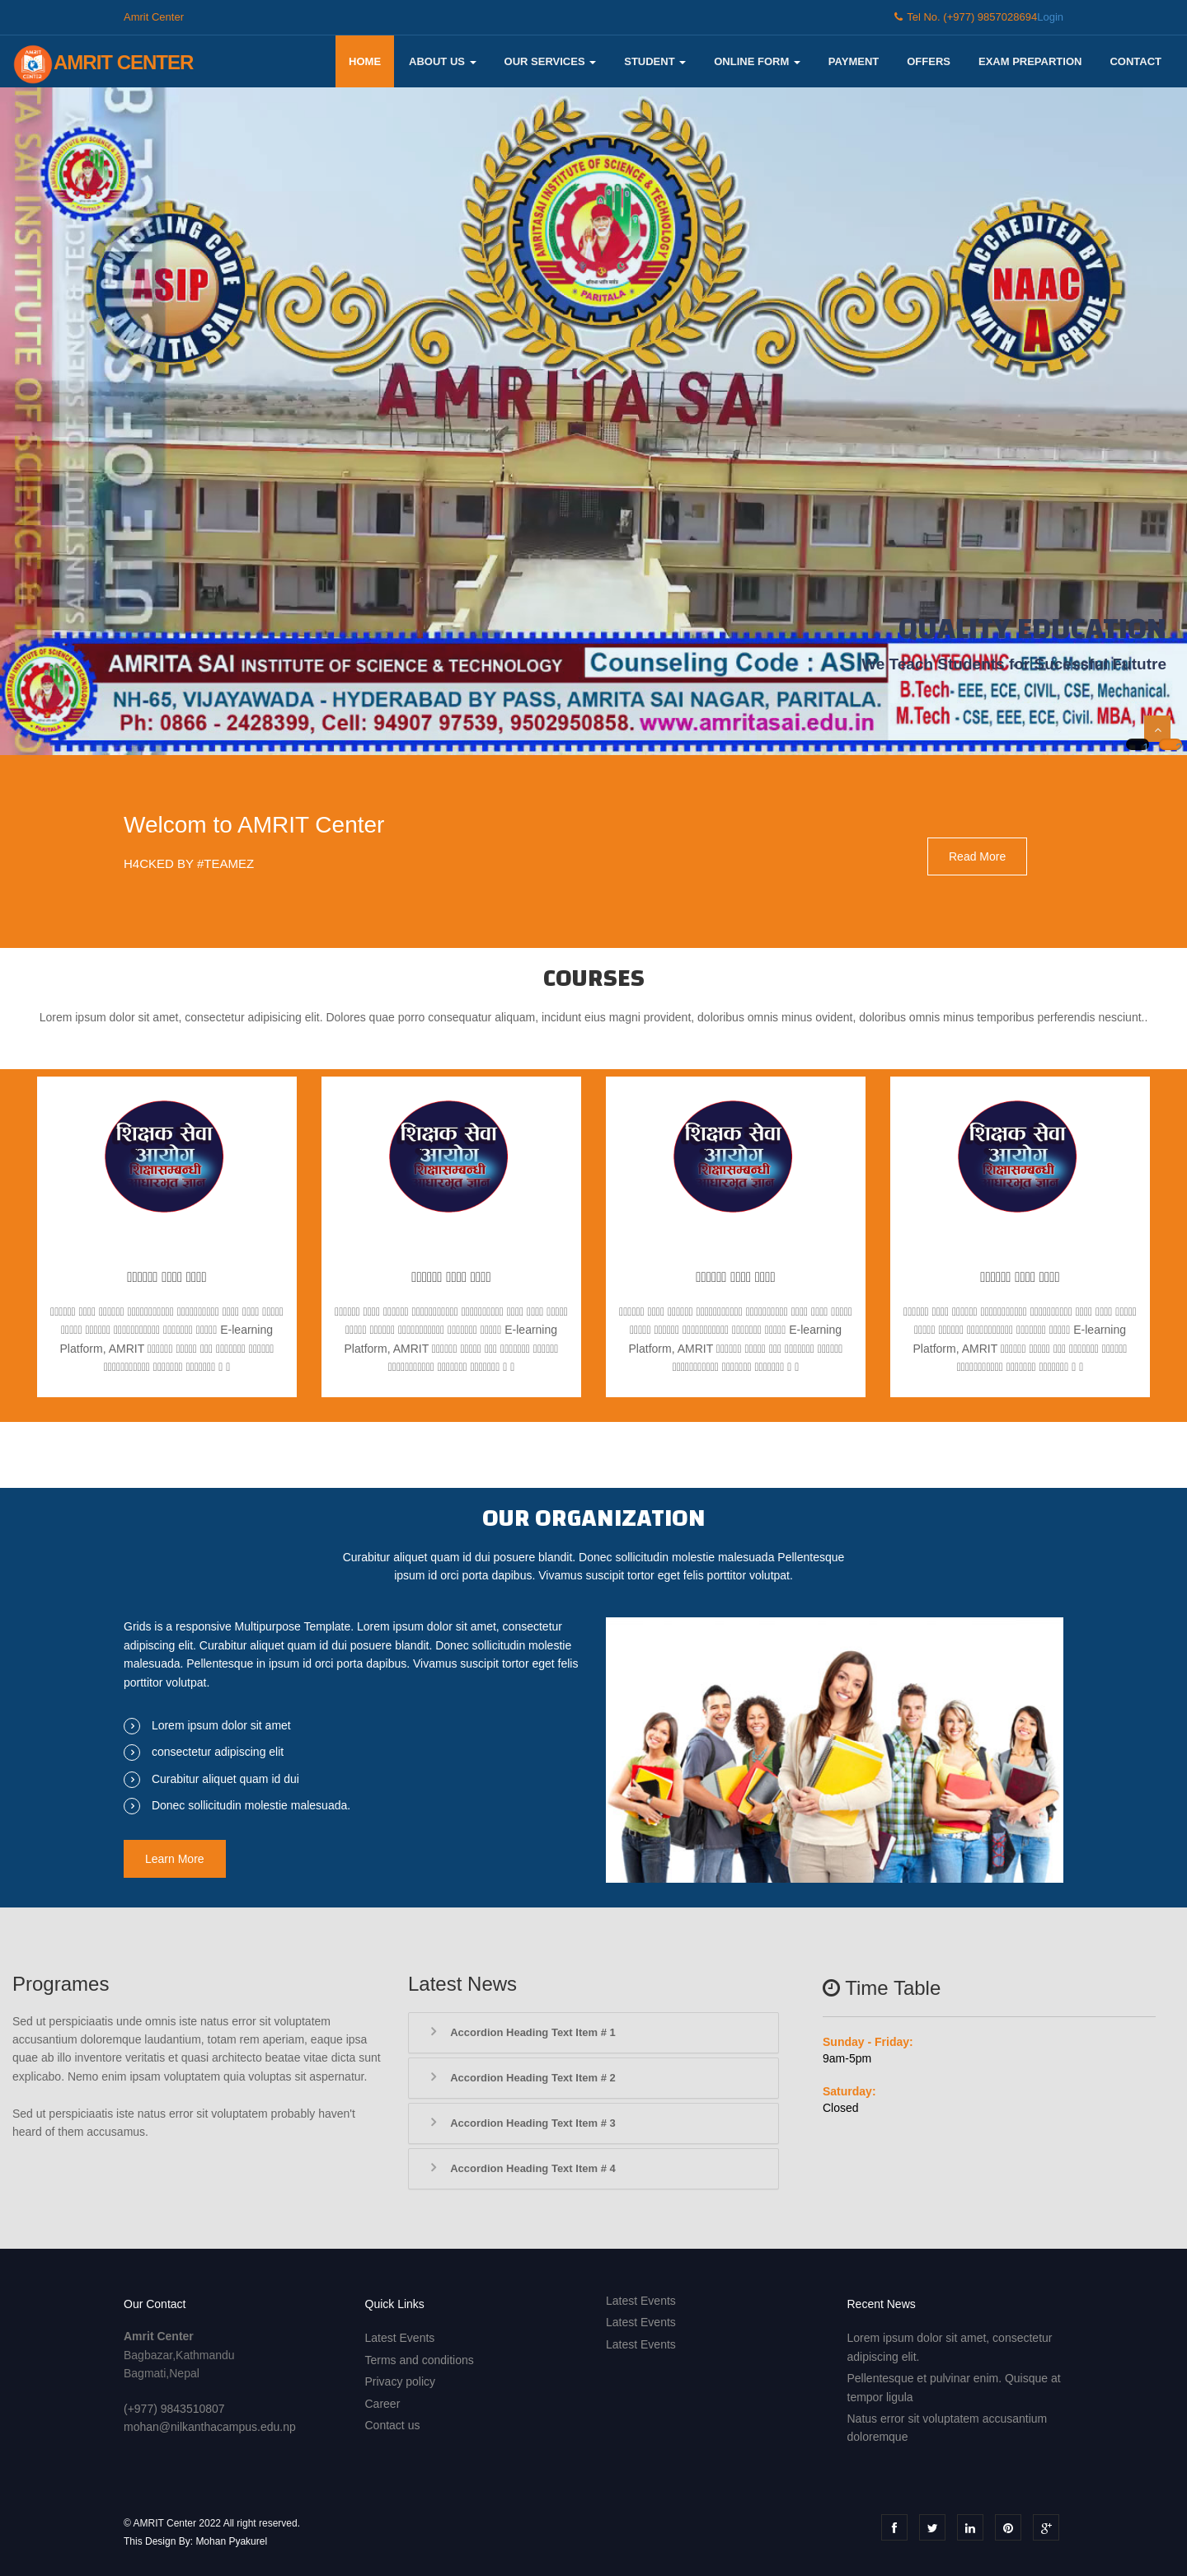 Amrit Center
Tel No. (+977) 9857028694Login
AMRIT CENTER
HOME ABOUT US OUR SERVICES STUDENT ONLINE FORM PAYMENT OFFERS EXAM PREPARTION CONTACT
AMRITASAI INSTITUTE OF SCIENCE & TECHNOLOGY
PARITALA
COUNSELING CODE
ASIP
AMRITA SAI
ACCREDITED BY
NAAC
WITH A GRADE
AMRITA SAI
QUALITY EDUCATION
We Teach Students for Sucessful Fututre
AMRITA SAI INSTITUTE OF SCIENCE & TECHNOLOGY
Counseling Code : ASIP
POLYTECHNIC - EEE & Mechanical
NH-65, VIJAYAWADA - HYDERABAD BY PASS, AMRITA SAI NAGAR, PARITALA.
B.Tech- EEE, ECE, CIVIL, CSE, Mechanical.
Ph: 0866 - 2428399, Cell: 94907 97539, 9502950858. www.amritasai.edu.in
M.Tech - CSE, EEE, ECE, Civil. MBA, MCA
Welcom to AMRIT Center
H4CKED BY #TEAMEZ
Read More
COURSES
Lorem ipsum dolor sit amet, consectetur adipisicing elit. Dolores quae porro consequatur aliquam, incidunt eius magni provident, doloribus omnis minus ovident, doloribus omnis minus temporibus perferendis nesciunt..
शिक्षक सेवा
आयोग
शिक्षासम्बन्धी
आधारभूत ज्ञान
शिक्षक सेवा
आयोग
शिक्षासम्बन्धी
आधारभूत ज्ञान
शिक्षक सेवा
आयोग
शिक्षासम्बन्धी
आधारभूत ज्ञान
शिक्षक सेवा
आयोग
शिक्षासम्बन्धी
आधारभूत ज्ञान
E-learning
Platform, AMRIT
E-learning
Platform, AMRIT
E-learning
Platform, AMRIT
E-learning
Platform, AMRIT
OUR ORGANIZATION
Curabitur aliquet quam id dui posuere blandit. Donec sollicitudin molestie malesuada Pellentesque
ipsum id orci porta dapibus. Vivamus suscipit tortor eget felis porttitor volutpat.
Grids is a responsive Multipurpose Template. Lorem ipsum dolor sit amet, consectetur
adipiscing elit. Curabitur aliquet quam id dui posuere blandit. Donec sollicitudin molestie
malesuada. Pellentesque in ipsum id orci porta dapibus. Vivamus suscipit tortor eget felis
porttitor volutpat.
Lorem ipsum dolor sit amet
consectetur adipiscing elit
Curabitur aliquet quam id dui
Donec sollicitudin molestie malesuada.
Learn More
Programes
Sed ut perspiciaatis unde omnis iste natus error sit voluptatem
accusantium doloremque laudantium, totam rem aperiam, eaque ipsa
quae ab illo inventore veritatis et quasi architecto beatae vitae dicta sunt
explicabo. Nemo enim ipsam voluptatem quia voluptas sit aspernatur.
Sed ut perspiciaatis iste natus error sit voluptatem probably haven't
heard of them accusamus.
Latest News
Accordion Heading Text Item # 1
Accordion Heading Text Item # 2
Accordion Heading Text Item # 3
Accordion Heading Text Item # 4
Time Table
Sunday - Friday:
9am-5pm
Saturday:
Closed
Our Contact
Amrit Center
Bagbazar,Kathmandu
Bagmati,Nepal
(+977) 9843510807
mohan@nilkanthacampus.edu.np
Quick Links
Latest Events
Terms and conditions
Privacy policy
Career
Contact us
Latest Events
Latest Events
Latest Events
Recent News
Lorem ipsum dolor sit amet, consectetur
adipiscing elit.
Pellentesque et pulvinar enim. Quisque at
tempor ligula
Natus error sit voluptatem accusantium
doloremque
© AMRIT Center 2022 All right reserved.
This Design By: Mohan Pyakurel